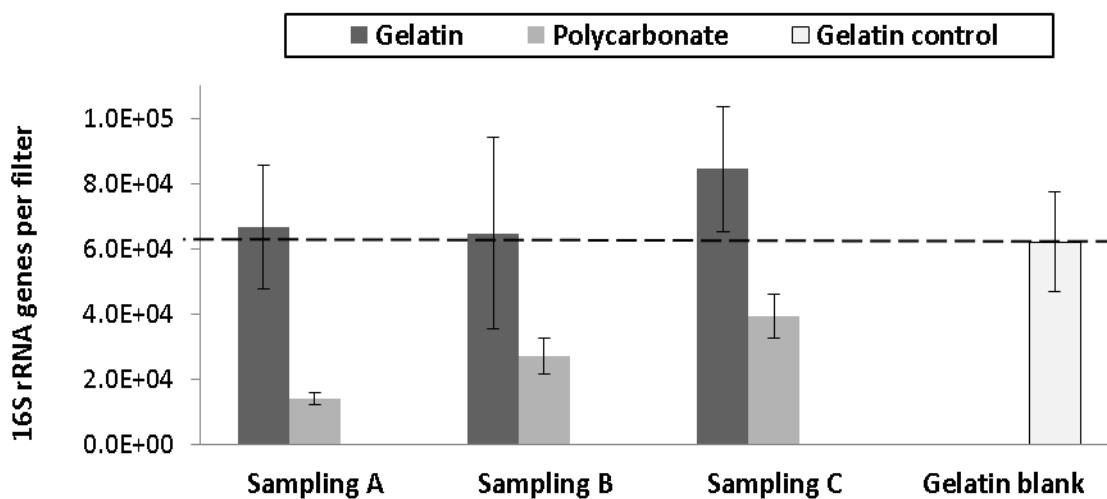 Gelatin Polycarbonate Gelatin control
16S rRNA genes per filter
1.0E+05
8.0E+04
6.0E+04
4.0E+04
2.0E+04
0.0E+00
Sampling A Sampling B Sampling C Gelatin blank